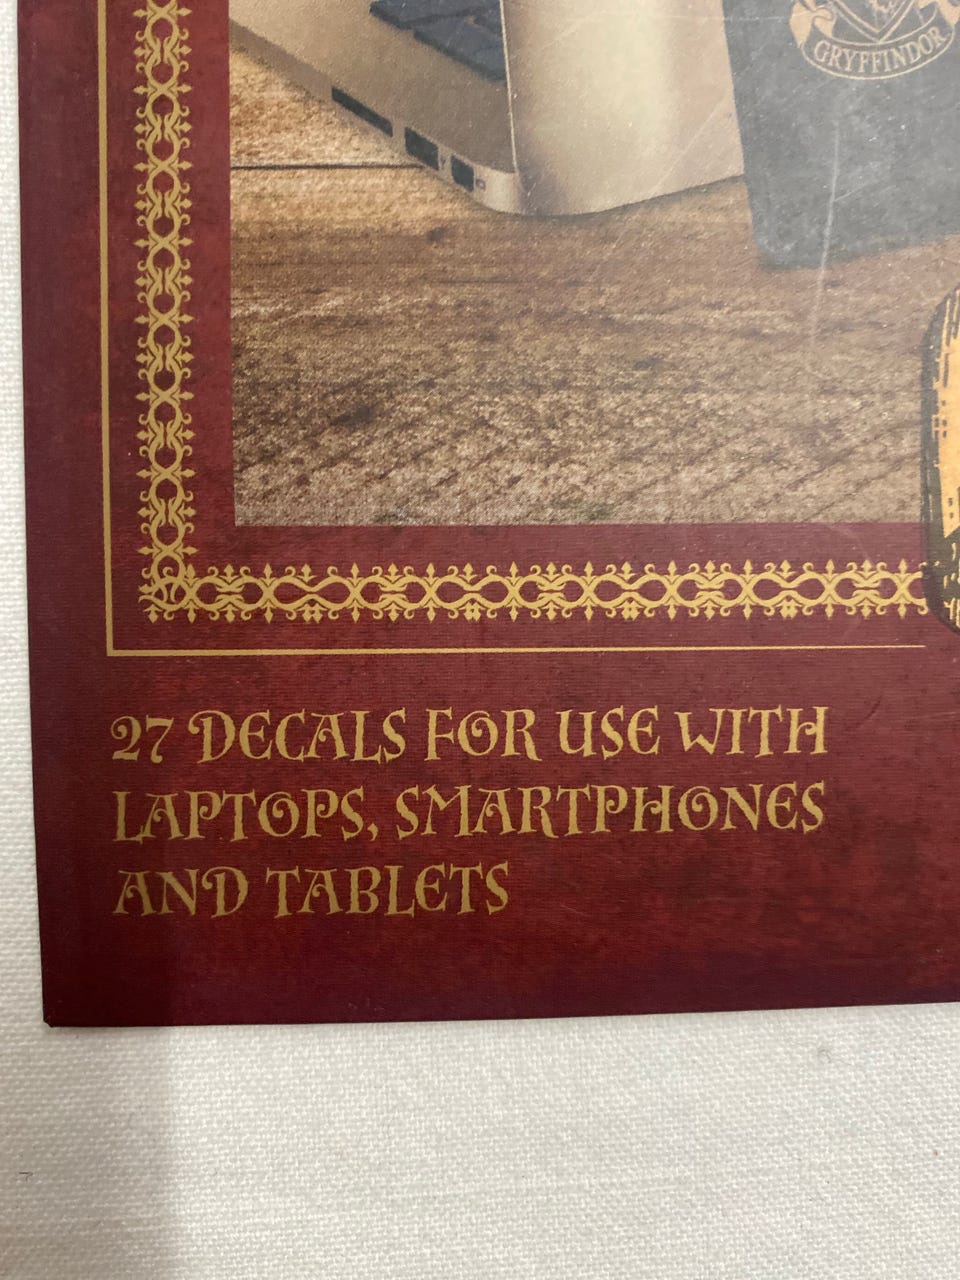 GRYFFINDOR
27 DECALS FOR USE WITH
LAPTOPS, SMARTPHONES
AND TABLETS